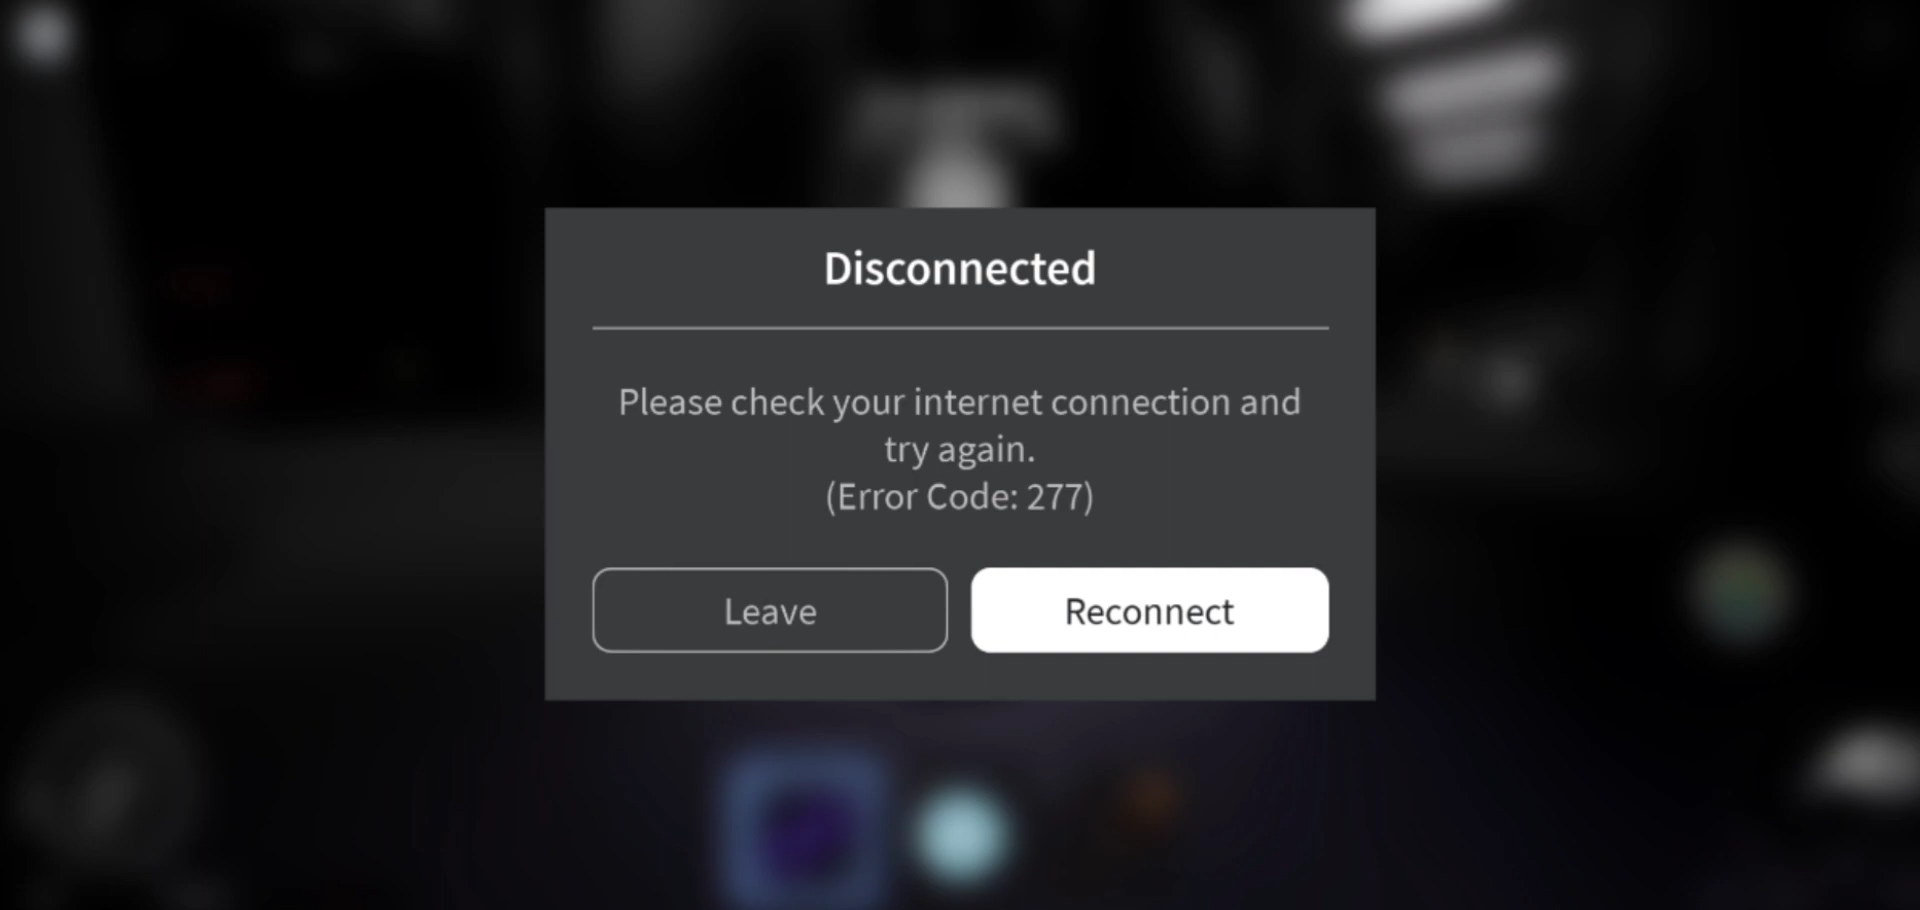 Disconnected
Please check your internet connection and
try again.
(Error Code: 277)
Leave
Reconnect